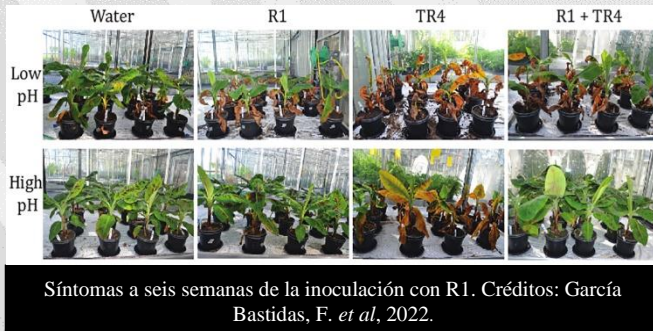 Water R1 TR4 R1 + TR4
Low
pH
High
pH
Síntomas a seis semanas de la inoculación con R1. Créditos: García
Bastidas, F. et al, 2022.